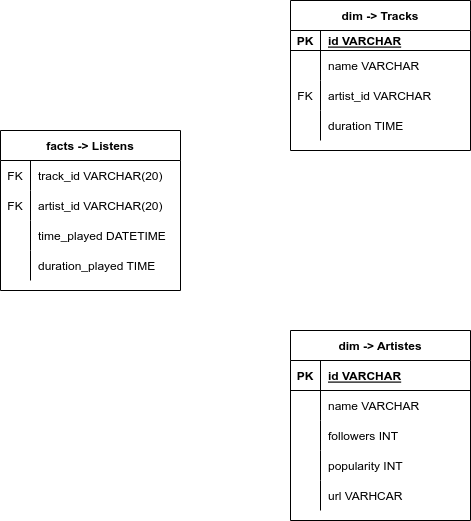 dim -> Tracks
PK id VARCHAR
name VARCHAR
FK artist_id VARCHAR
duration TIME
facts -> Listens
FK track_id VARCHAR(20)
FK artist_id VARCHAR(20)
time_played DATETIME
duration_played TIME
dim -> Artistes
PK id VARCHAR
name VARCHAR
followers INT
popularity INT
url VARHCAR